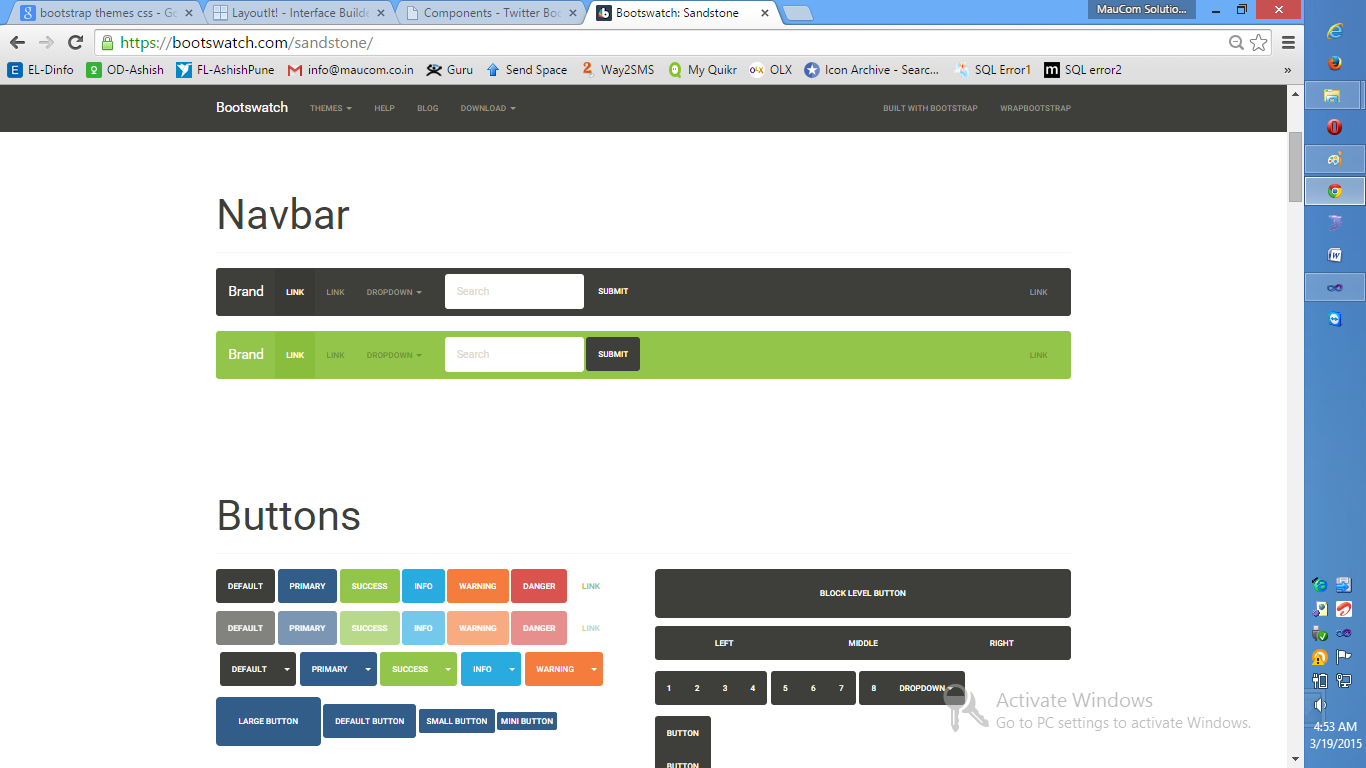 bootstrap themes css - Go
LayoutIt! - Interface Builde
Components - Twitter Boo
Bootswatch: Sandstone
MauCom Solutio...
https://bootswatch.com/sandstone/
EL-Dinfo OD-Ashish FL-AshishPune info@maucom.co.in Guru Send Space Way2SMS My Quikr OLX Icon Archive - Searc... SQL Error1 SQL error2 »
Bootswatch THEMES HELP BLOG DOWNLOAD BUILT WITH BOOTSTRAP WRAPBOOTSTRAP
Navbar
Brand LINK LINK DROPDOWN Search SUBMIT LINK
Brand LINK LINK DROPDOWN Search SUBMIT LINK
Buttons
DEFAULT PRIMARY SUCCESS INFO WARNING DANGER LINK
DEFAULT PRIMARY SUCCESS INFO WARNING DANGER LINK
DEFAULT PRIMARY SUCCESS INFO WARNING
LARGE BUTTON DEFAULT BUTTON SMALL BUTTON MINI BUTTON
BLOCK LEVEL BUTTON
LEFT MIDDLE RIGHT
1 2 3 4 5 6 7 8 DROPDOWN
BUTTON
BUTTON
Activate Windows
Go to PC settings to activate Windows.
4:53 AM
3/19/2015